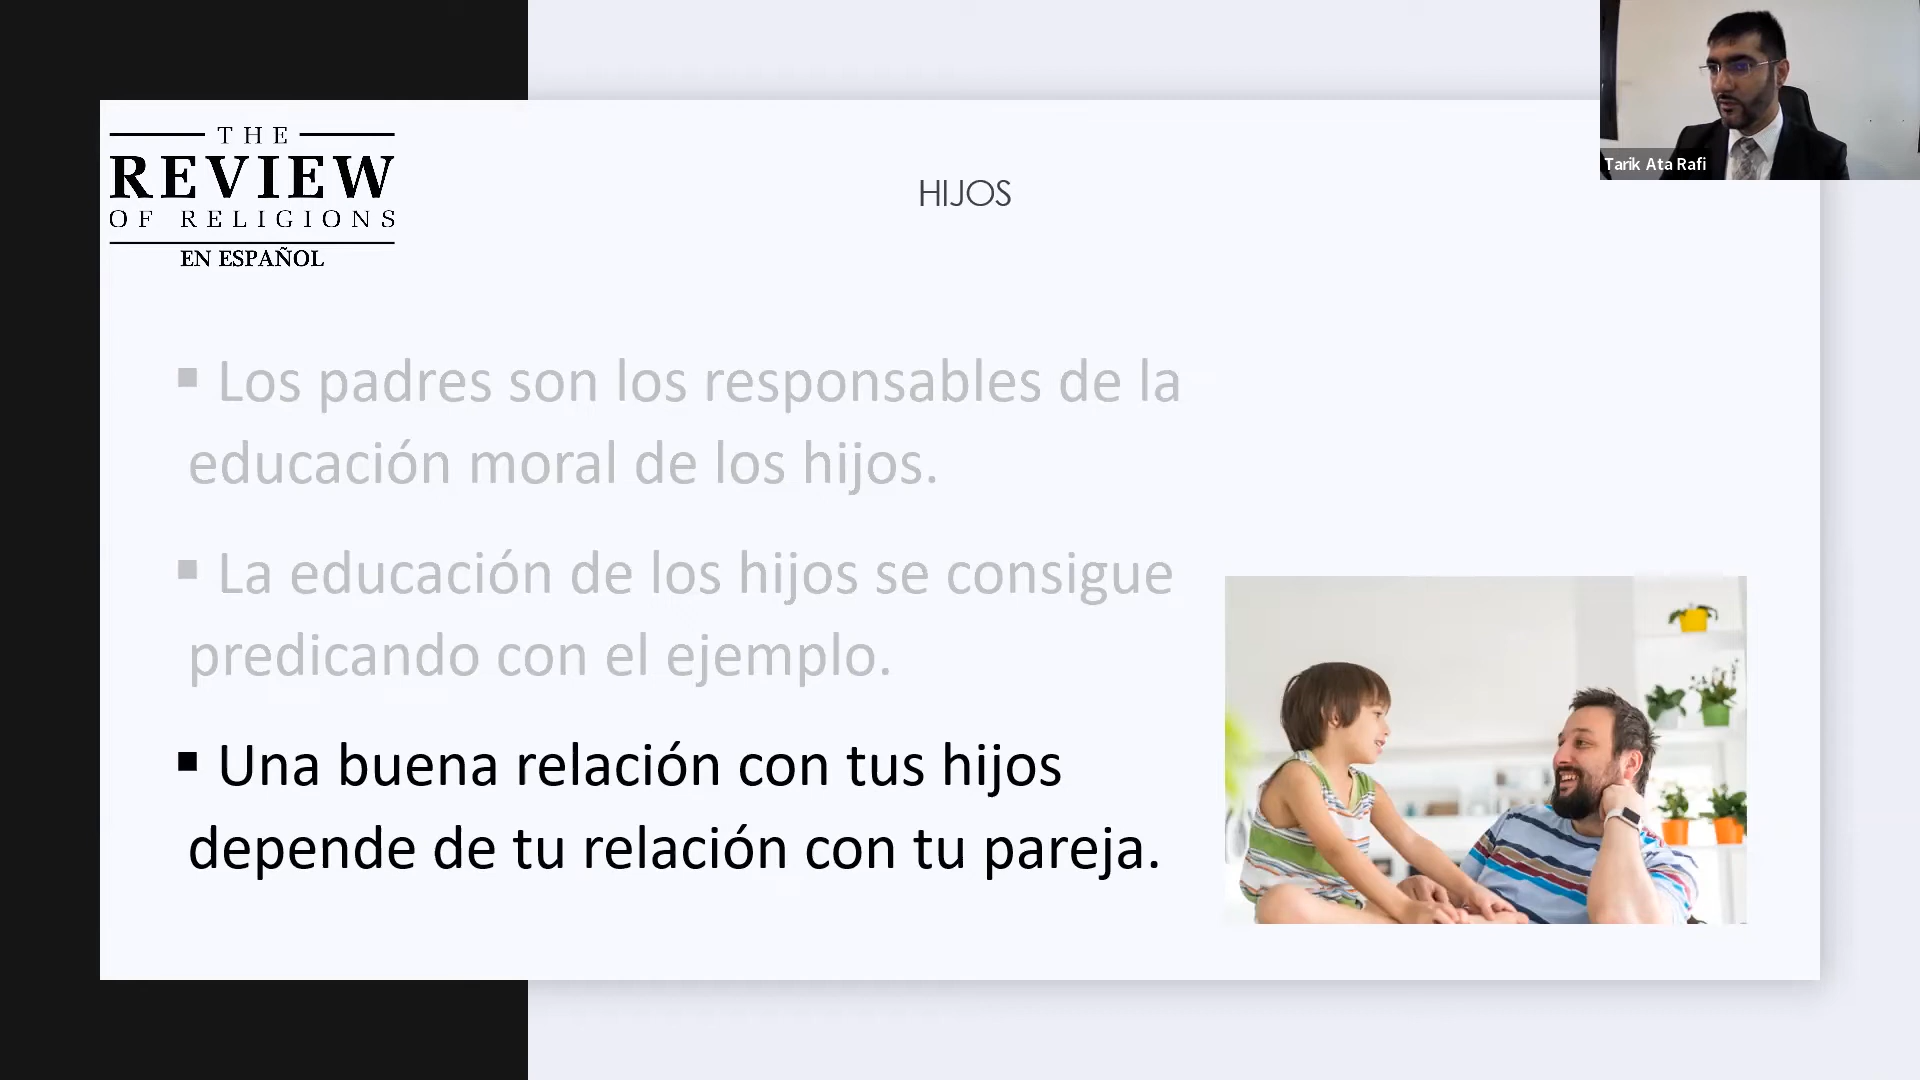 THE
REVIEW
OF RELIGIONS
EN ESPAÑOL
HIJOS
Tarik Ata Rafi
▪ Los padres son los responsables de la
educación moral de los hijos.
▪ La educación de los hijos se consigue
predicando con el ejemplo.
▪ Una buena relación con tus hijos
depende de tu relación con tu pareja.